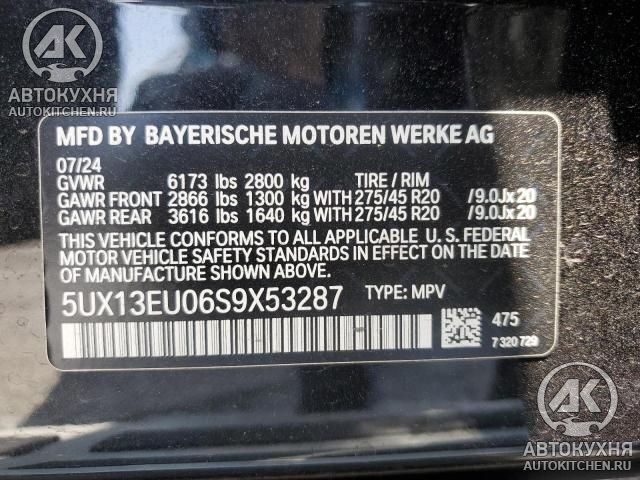 AK
АВТОКУХНЯ
AUTOKITCHEN.RU
MFD BY BAYERISCHE MOTOREN WERKE AG
07/24
GVWR 6173 lbs 2800 kg TIRE / RIM
GAWR FRONT 2866 lbs 1300 kg WITH 275/45 R20 /9.0Jx20
GAWR REAR 3616 lbs 1640 kg WITH 275/45 R20 /9.0Jx20
THIS VEHICLE CONFORMS TO ALL APPLICABLE U. S. FEDERAL
MOTOR VEHICLE SAFETY STANDARDS IN EFFECT ON THE
DATE OF MANUFACTURE SHOWN ABOVE.
5UX13EU06S9X53287 TYPE: MPV
475
7 320 729
AK
АВТОКУХНЯ
AUTOKITCHEN.RU